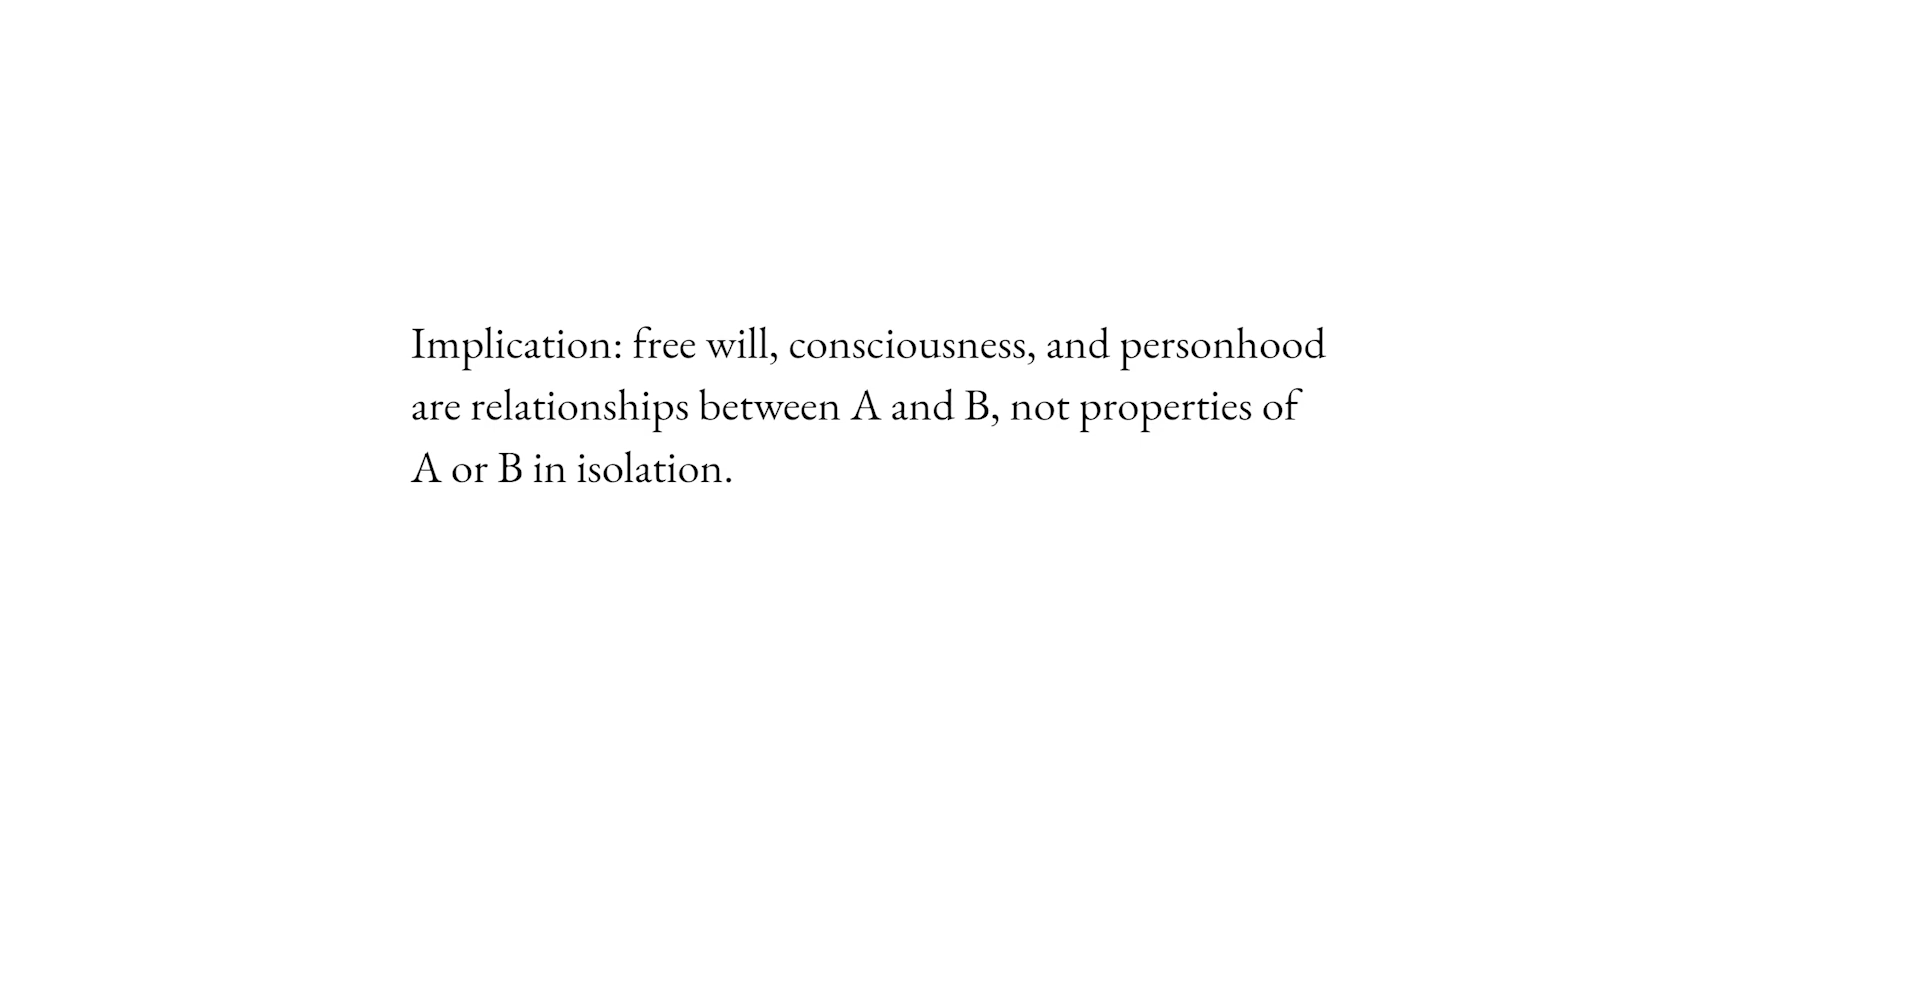 Implication: free will, consciousness, and personhood
are relationships between A and B, not properties of
A or B in isolation.